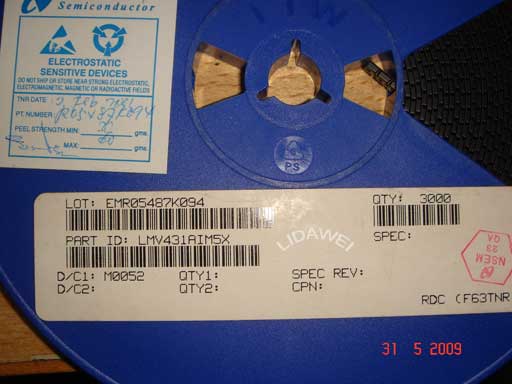 Semiconductor
ELECTROSTATIC
SENSITIVE DEVICES
DO NOT SHIP OR STORE NEAR STRONG ELECTROSTATIC,
ELECTROMAGNETIC, MAGNETIC OR RADIOACTIVE FIELDS
TNR DATE:
PT. NUMBER:
PEEL STRENGTH MIN. gms
MAX. gms
PS
LOT: EMR05487K094
QTY: 3000
PART ID: LMV431AIM5X
SPEC:
LIDAWEI
NSEM
23
QA
D/C1: M0052 QTY1: SPEC REV:
D/C2: QTY2: CPN:
RDC (F63TNR
31 5 2009